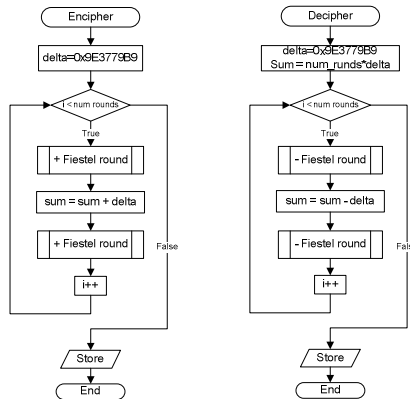 Encipher
delta=0x9E3779B9
i < num rounds
True
+ Fiestel round
sum = sum + delta
+ Fiestel round
False
i++
Store
End
Decipher
delta=0x9E3779B9
Sum = num_runds*delta
i < num rounds
True
- Fiestel round
sum = sum - delta
- Fiestel round
Fals
i++
Store
End